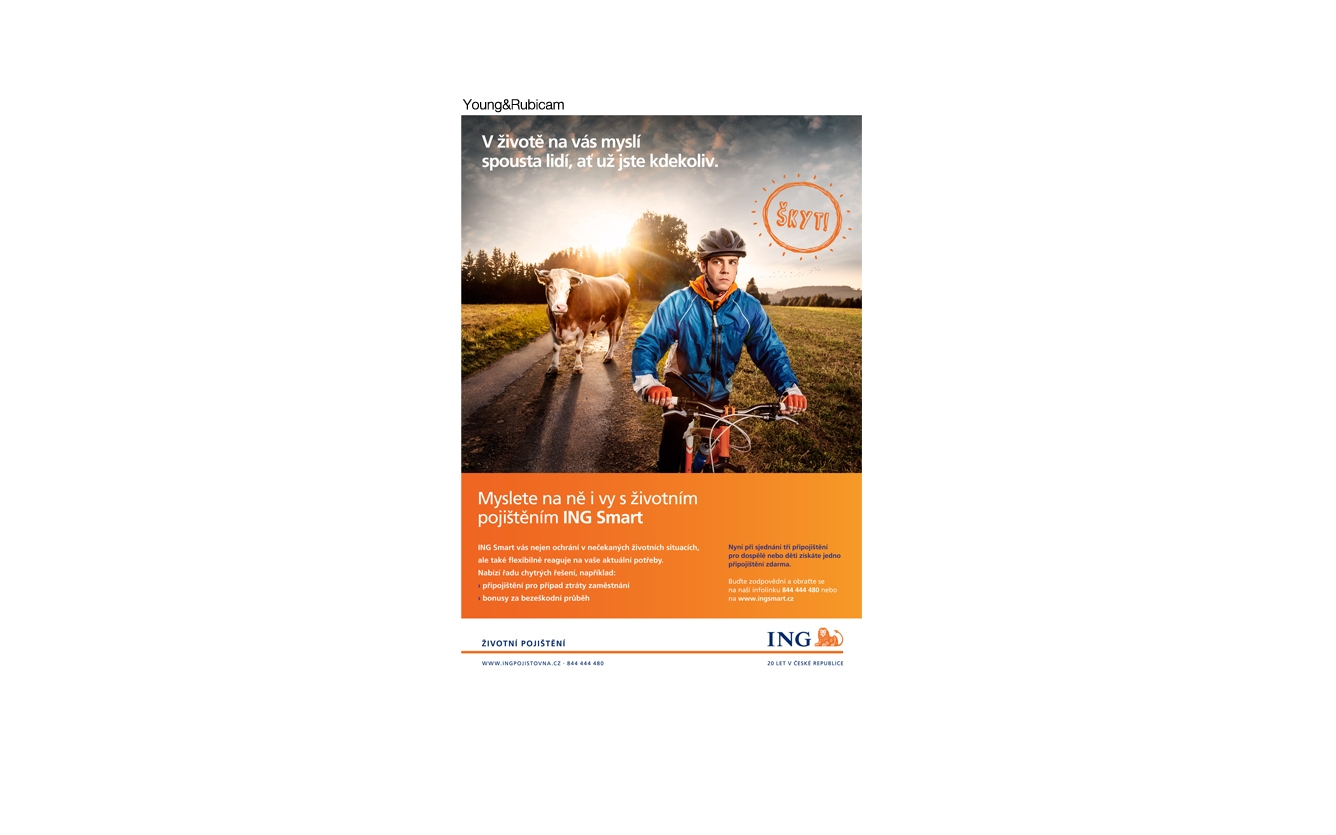 Young&Rubicam
V životě na vás myslí
spousta lidí, ať už jste kdekoliv.
ŠKYT!
Myslete na ně i vy s životním
pojištěním ING Smart
ING Smart vás nejen ochrání v nečekaných životních situacích,
ale také flexibilně reaguje na vaše aktuální potřeby.
Nabízí řadu chytrých řešení, například:
› připojištění pro případ ztráty zaměstnání
› bonusy za bezeškodní průběh
Nyní při sjednání tří připojištění
pro dospělé nebo děti získáte jedno
připojištění zdarma.
Buďte zodpovědní a obraťte se
na naši infolinku 844 444 480 nebo
na www.ingsmart.cz
ŽIVOTNÍ POJIŠTĚNÍ
ING
WWW.INGPOJISTOVNA.CZ · 844 444 480
20 LET V ČESKÉ REPUBLICE